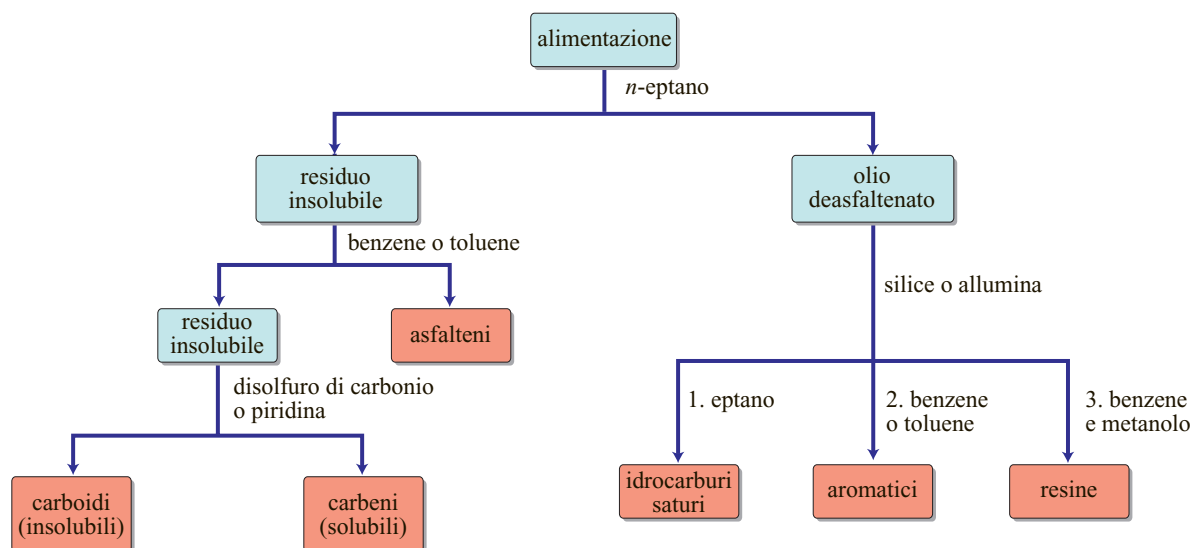 alimentazione
n-eptano
residuo
insolubile
olio
deasfaltenato
benzene o toluene
silice o allumina
residuo
insolubile
asfalteni
disolfuro di carbonio
o piridina
1. eptano
2. benzene
o toluene
3. benzene
e metanolo
carboidi
(insolubili)
carbeni
(solubili)
idrocarburi
saturi
aromatici
resine